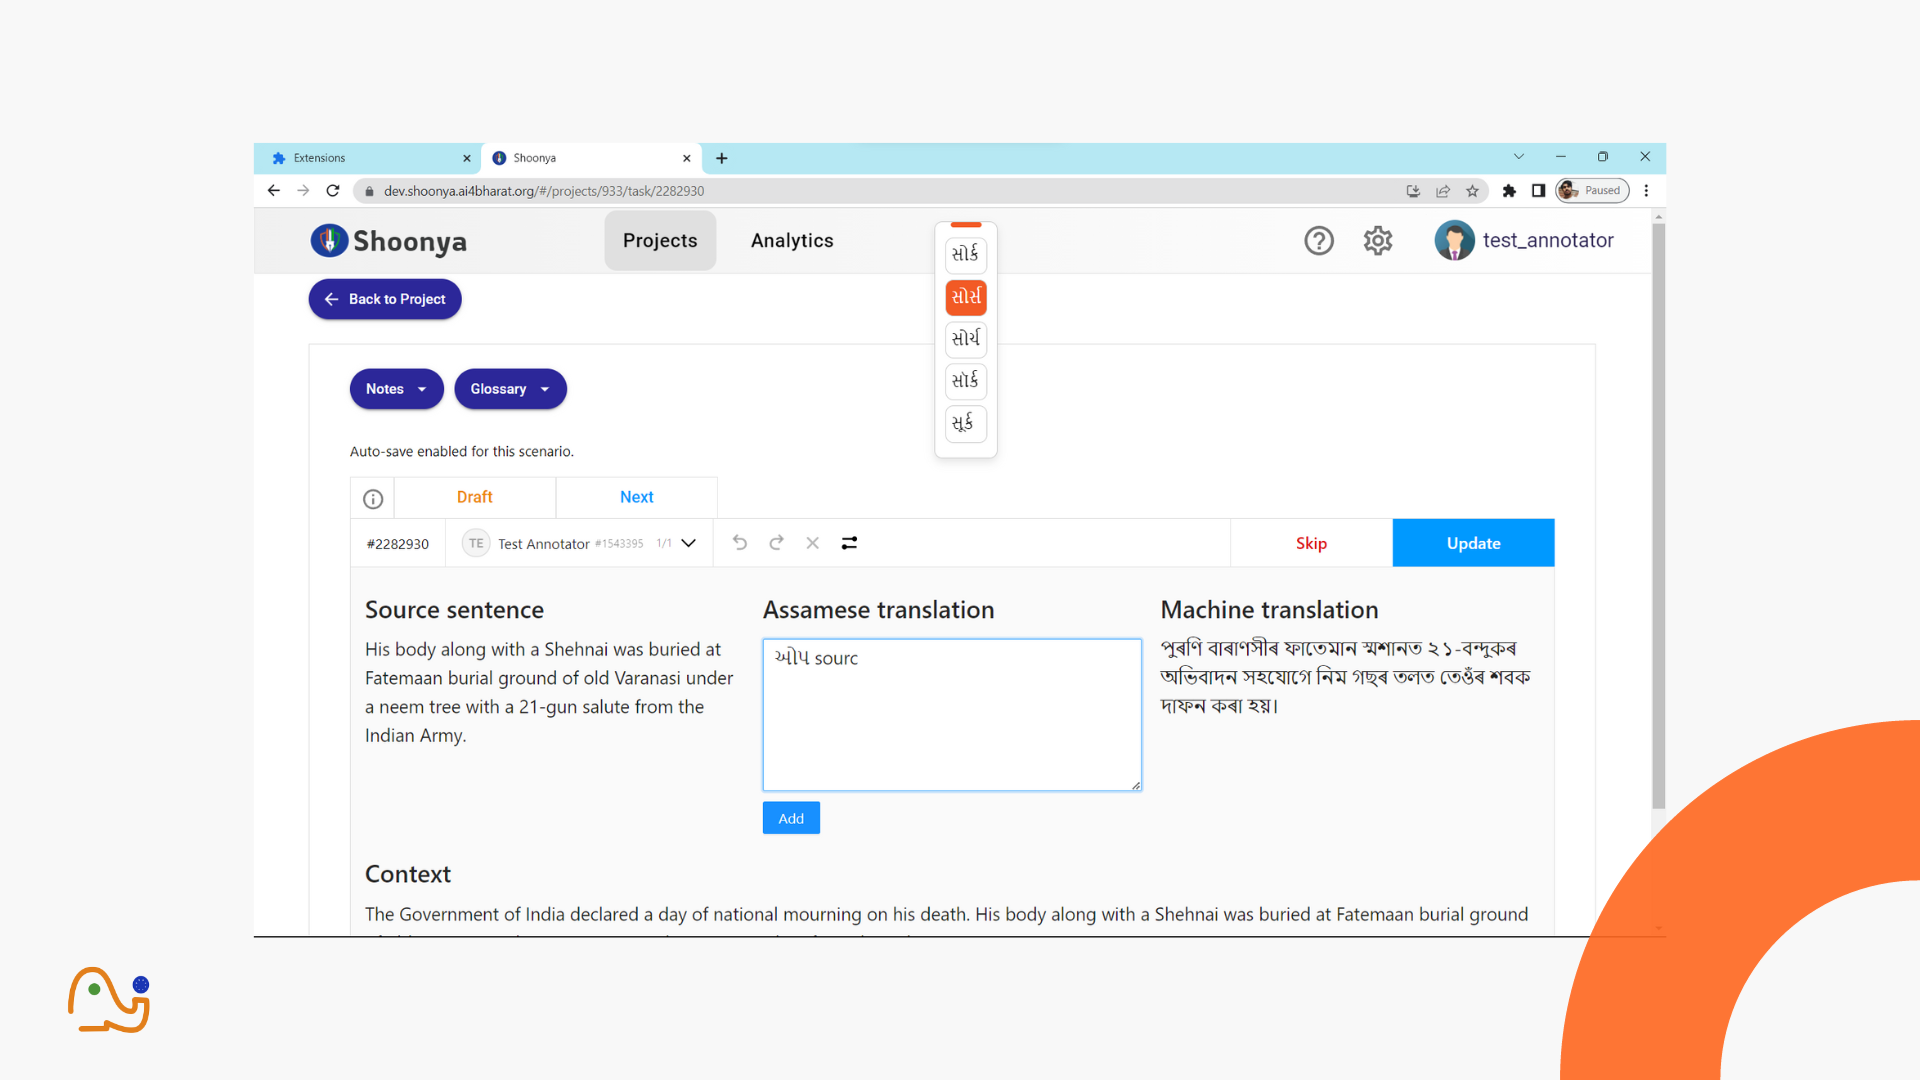 Extensions
Shoonya
dev.shoonya.ai4bharat.org/#/projects/933/task/2282930
Paused
Shoonya
Projects
Analytics
test_annotator
સોર્ક
સોર્સ
સોર્ચ
સૉર્ક
સૂર્ક
Back to Project
Notes
Glossary
Auto-save enabled for this scenario.
Draft
Next
#2282930
TE
Test Annotator #1543395 1/1
Skip
Update
Source sentence
His body along with a Shehnai was buried at
Fatemaan burial ground of old Varanasi under
a neem tree with a 21-gun salute from the
Indian Army.
Assamese translation
ઓપ sourc
Add
Machine translation
পুৰণি বাৰাণসীৰ ফাতেমান স্মশানত ২১-বন্দুকৰ
অভিবাদন সহযোগে নিম গছৰ তলত তেওঁৰ শবক
দাফন কৰা হয়।
Context
The Government of India declared a day of national mourning on his death. His body along with a Shehnai was buried at Fatemaan burial ground